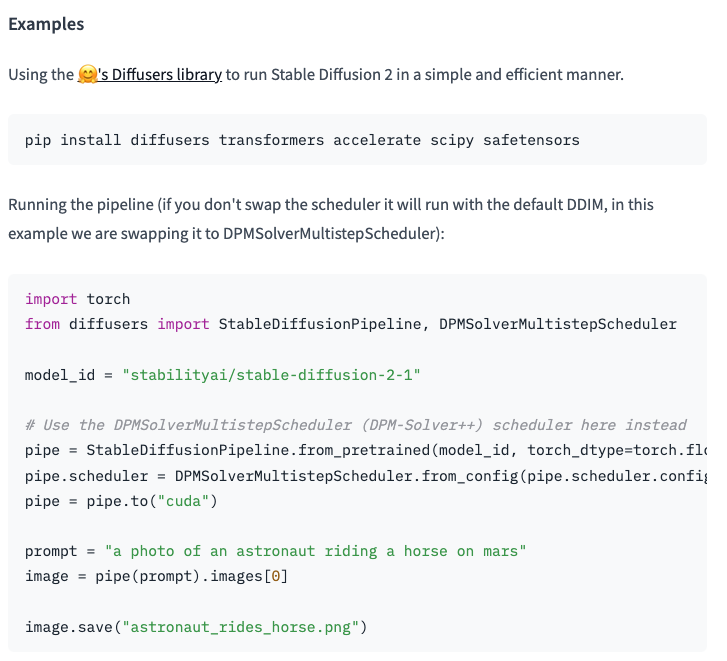 Examples
Using the 🤗's Diffusers library to run Stable Diffusion 2 in a simple and efficient manner.
pip install diffusers transformers accelerate scipy safetensors
Running the pipeline (if you don't swap the scheduler it will run with the default DDIM, in this
example we are swapping it to DPMSolverMultistepScheduler):
import torch
from diffusers import StableDiffusionPipeline, DPMSolverMultistepScheduler
model_id = "stabilityai/stable-diffusion-2-1"
# Use the DPMSolverMultistepScheduler (DPM-Solver++) scheduler here instead
pipe = StableDiffusionPipeline.from_pretrained(model_id, torch_dtype=torch.flo
pipe.scheduler = DPMSolverMultistepScheduler.from_config(pipe.scheduler.config
pipe = pipe.to("cuda")
prompt = "a photo of an astronaut riding a horse on mars"
image = pipe(prompt).images[0]
image.save("astronaut_rides_horse.png")